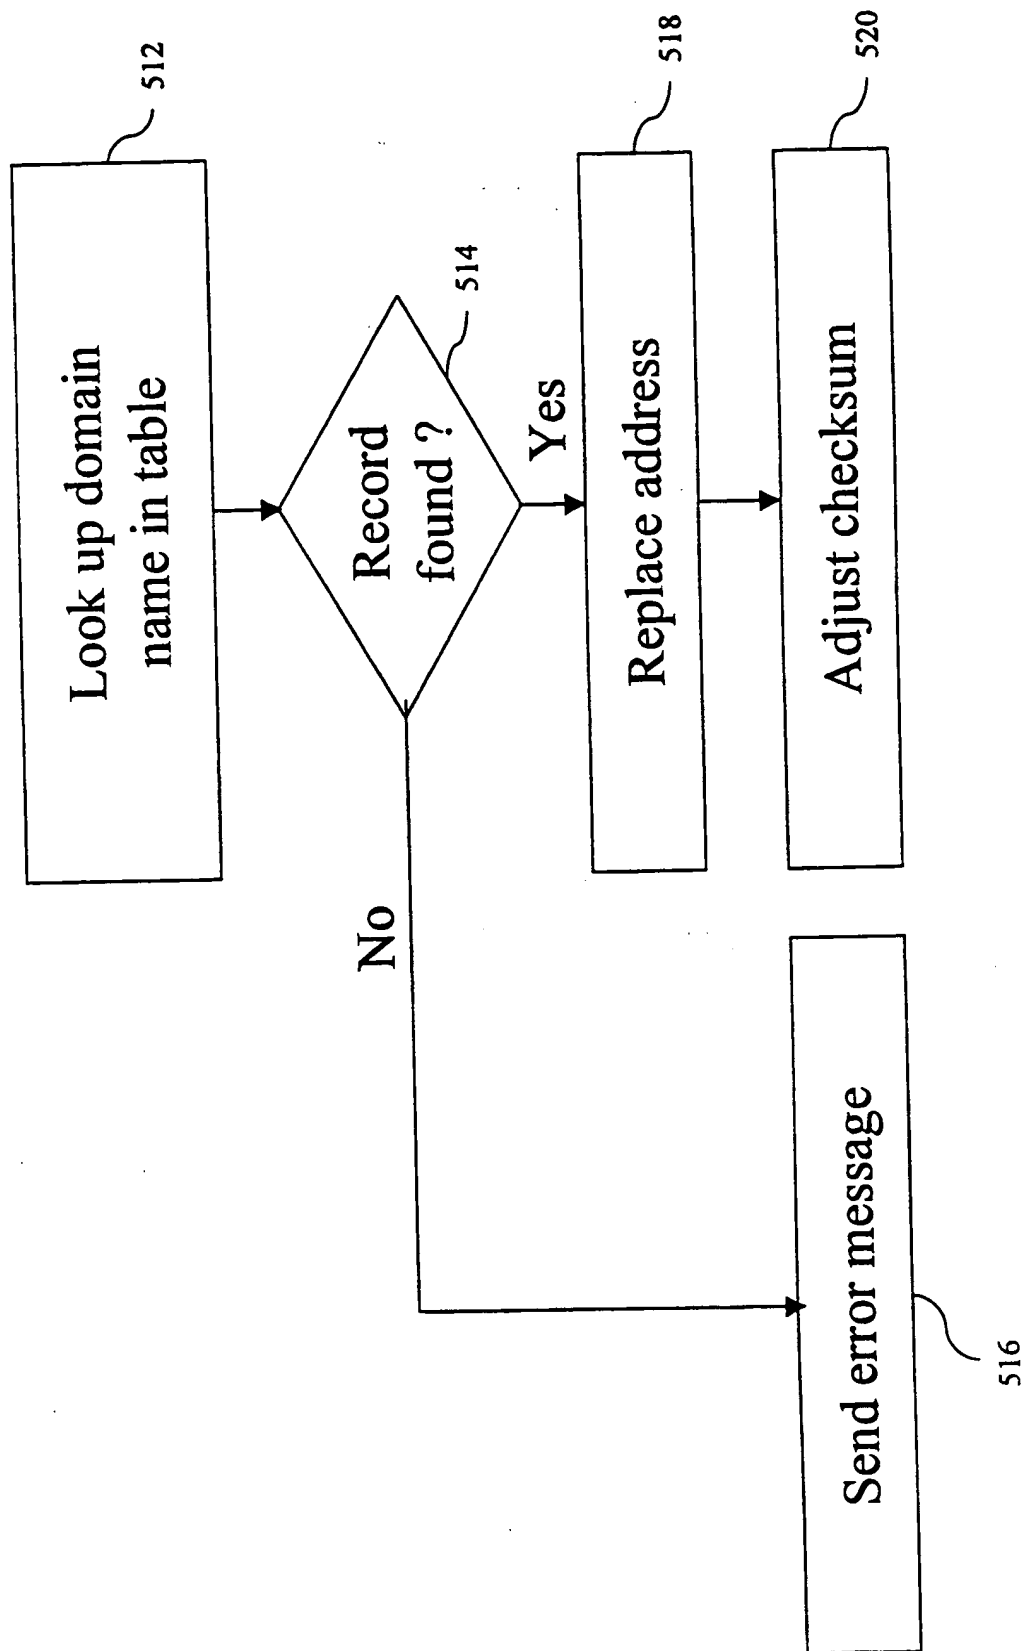 Look up domain
name in table
512
Record
found ?
514
No
Yes
Replace address
518
Adjust checksum
520
Send error message
516